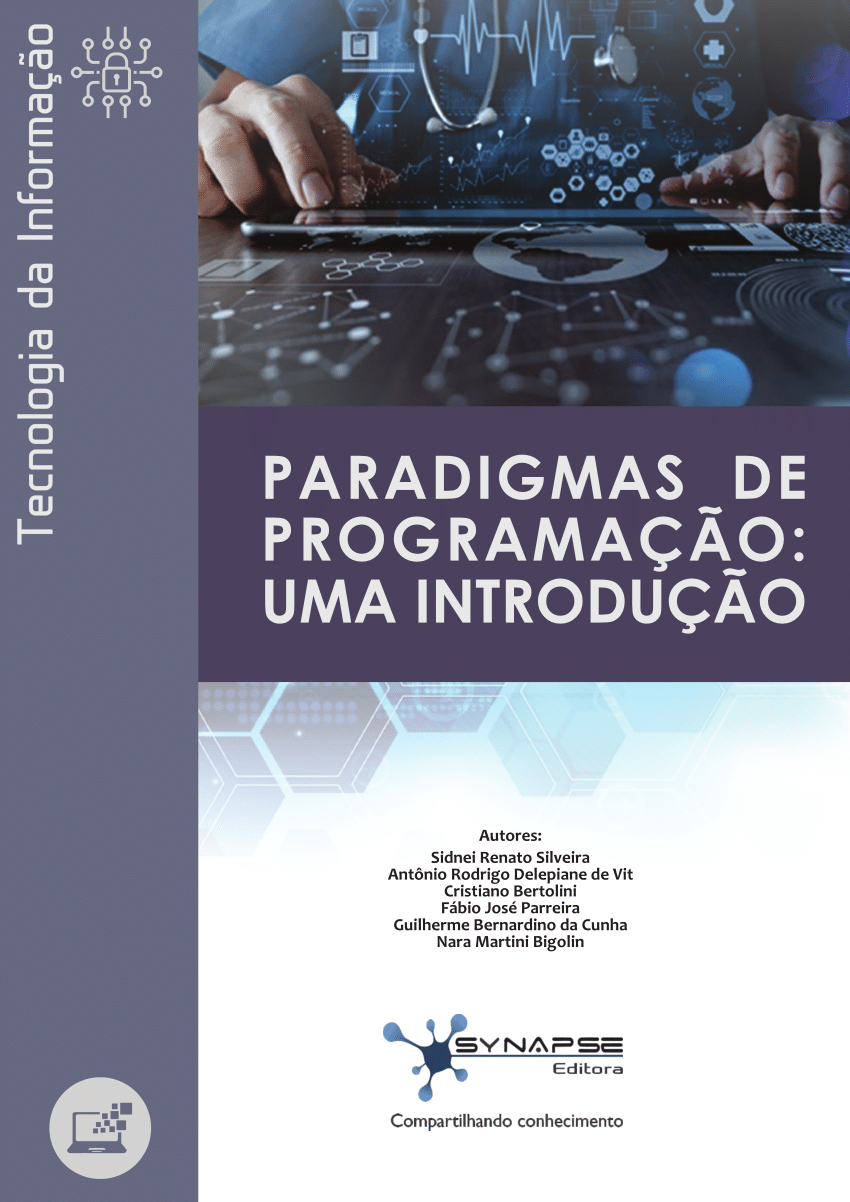 Tecnologia da Informação
PARADIGMAS DE
PROGRAMAÇÃO:
UMA INTRODUÇÃO
Autores:
Sidnei Renato Silveira
Antônio Rodrigo Delepiane de Vit
Cristiano Bertolini
Fábio José Parreira
Guilherme Bernardino da Cunha
Nara Martini Bigolin
SYNAPSE
Editora
Compartilhando conhecimento